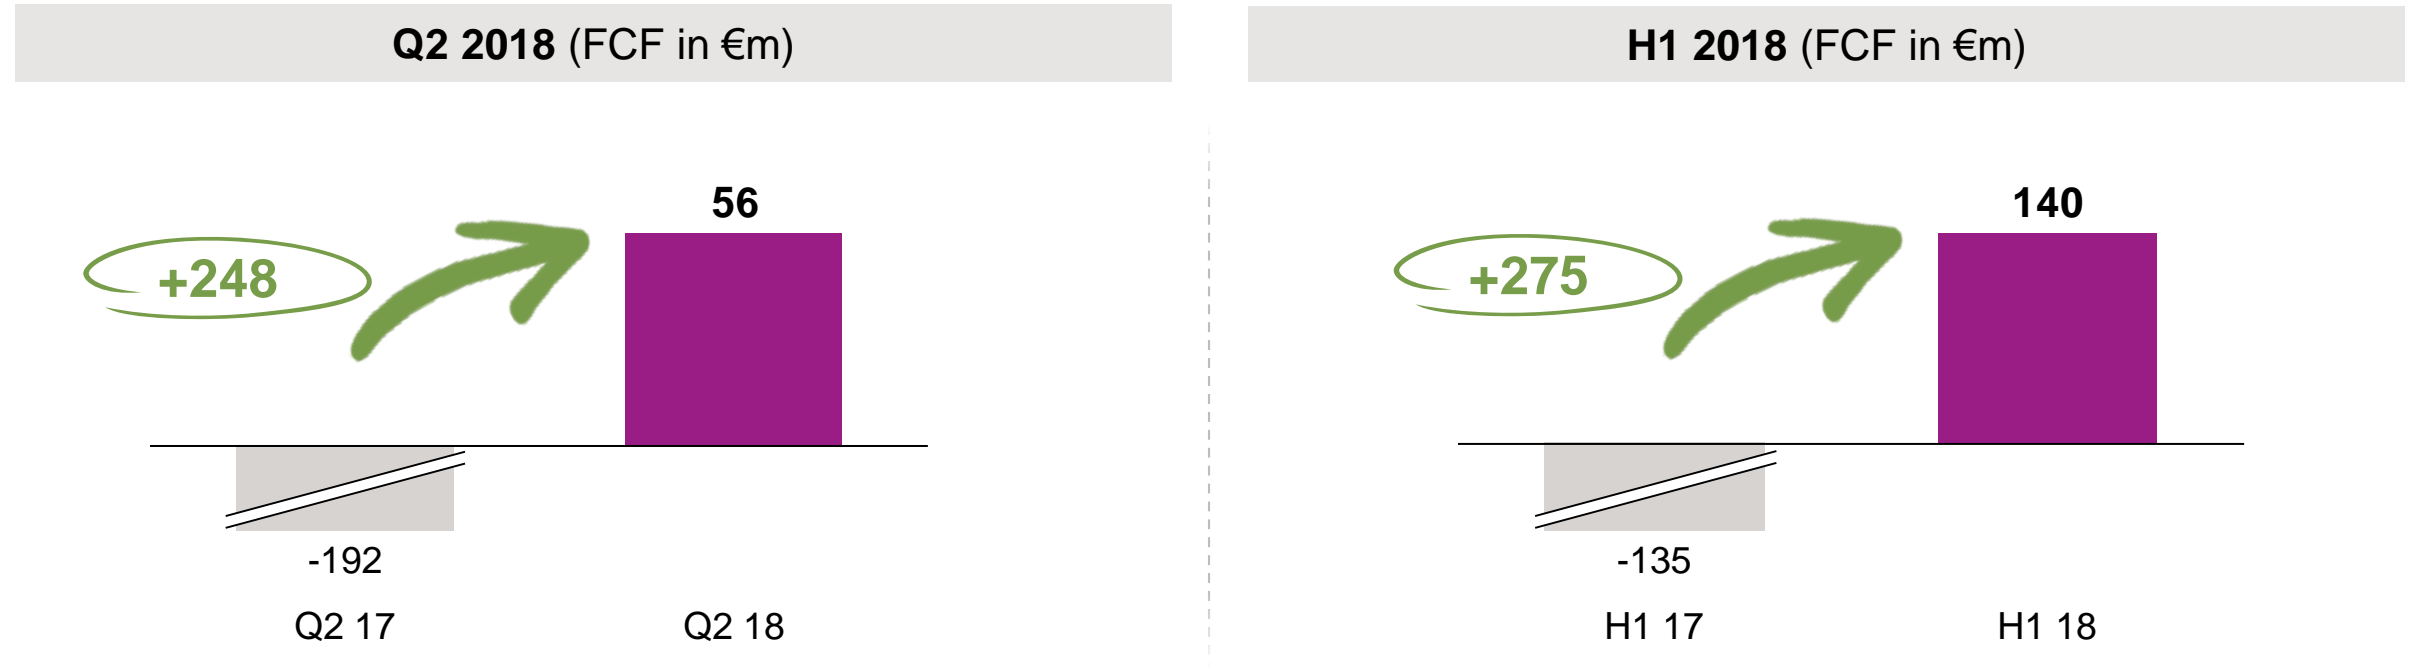 Q2 2018 (FCF in €m)
56
+248
-192
Q2 17
Q2 18
H1 2018 (FCF in €m)
140
+275
-135
H1 17
H1 18